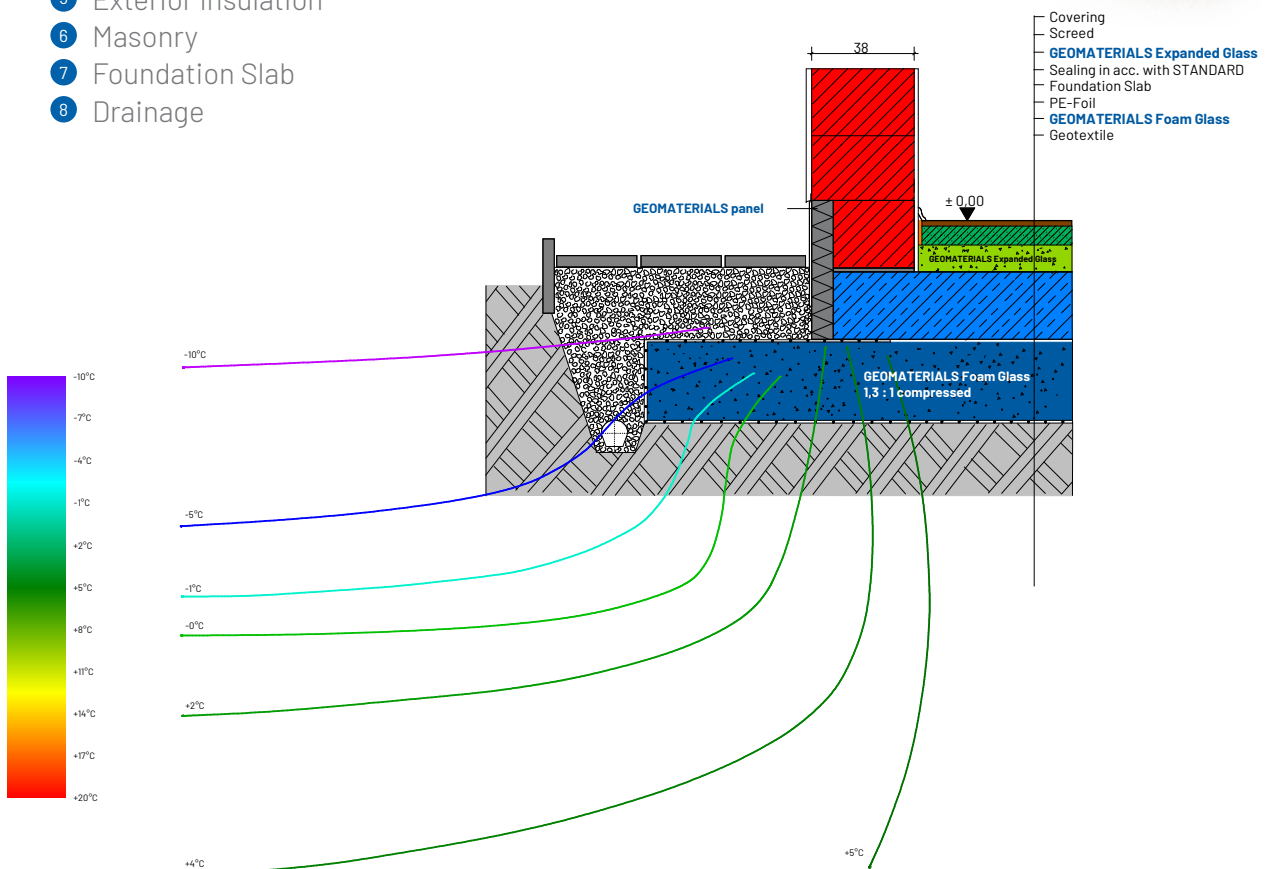 5 Exterior Insulation
6 Masonry
7 Foundation Slab
8 Drainage
38
Covering
Screed
GEOMATERIALS Expanded Glass
Sealing in acc. with STANDARD
Foundation Slab
PE-Foil
GEOMATERIALS Foam Glass
Geotextile
GEOMATERIALS panel
± 0,00
GEOMATERIALS Expanded Glass
GEOMATERIALS Foam Glass
1,3 : 1 compressed
-10°C
-5°C
-1°C
-0°C
+2°C
+4°C
+5°C
-10°C
-7°C
-4°C
-1°C
+2°C
+5°C
+8°C
+11°C
+14°C
+17°C
+20°C